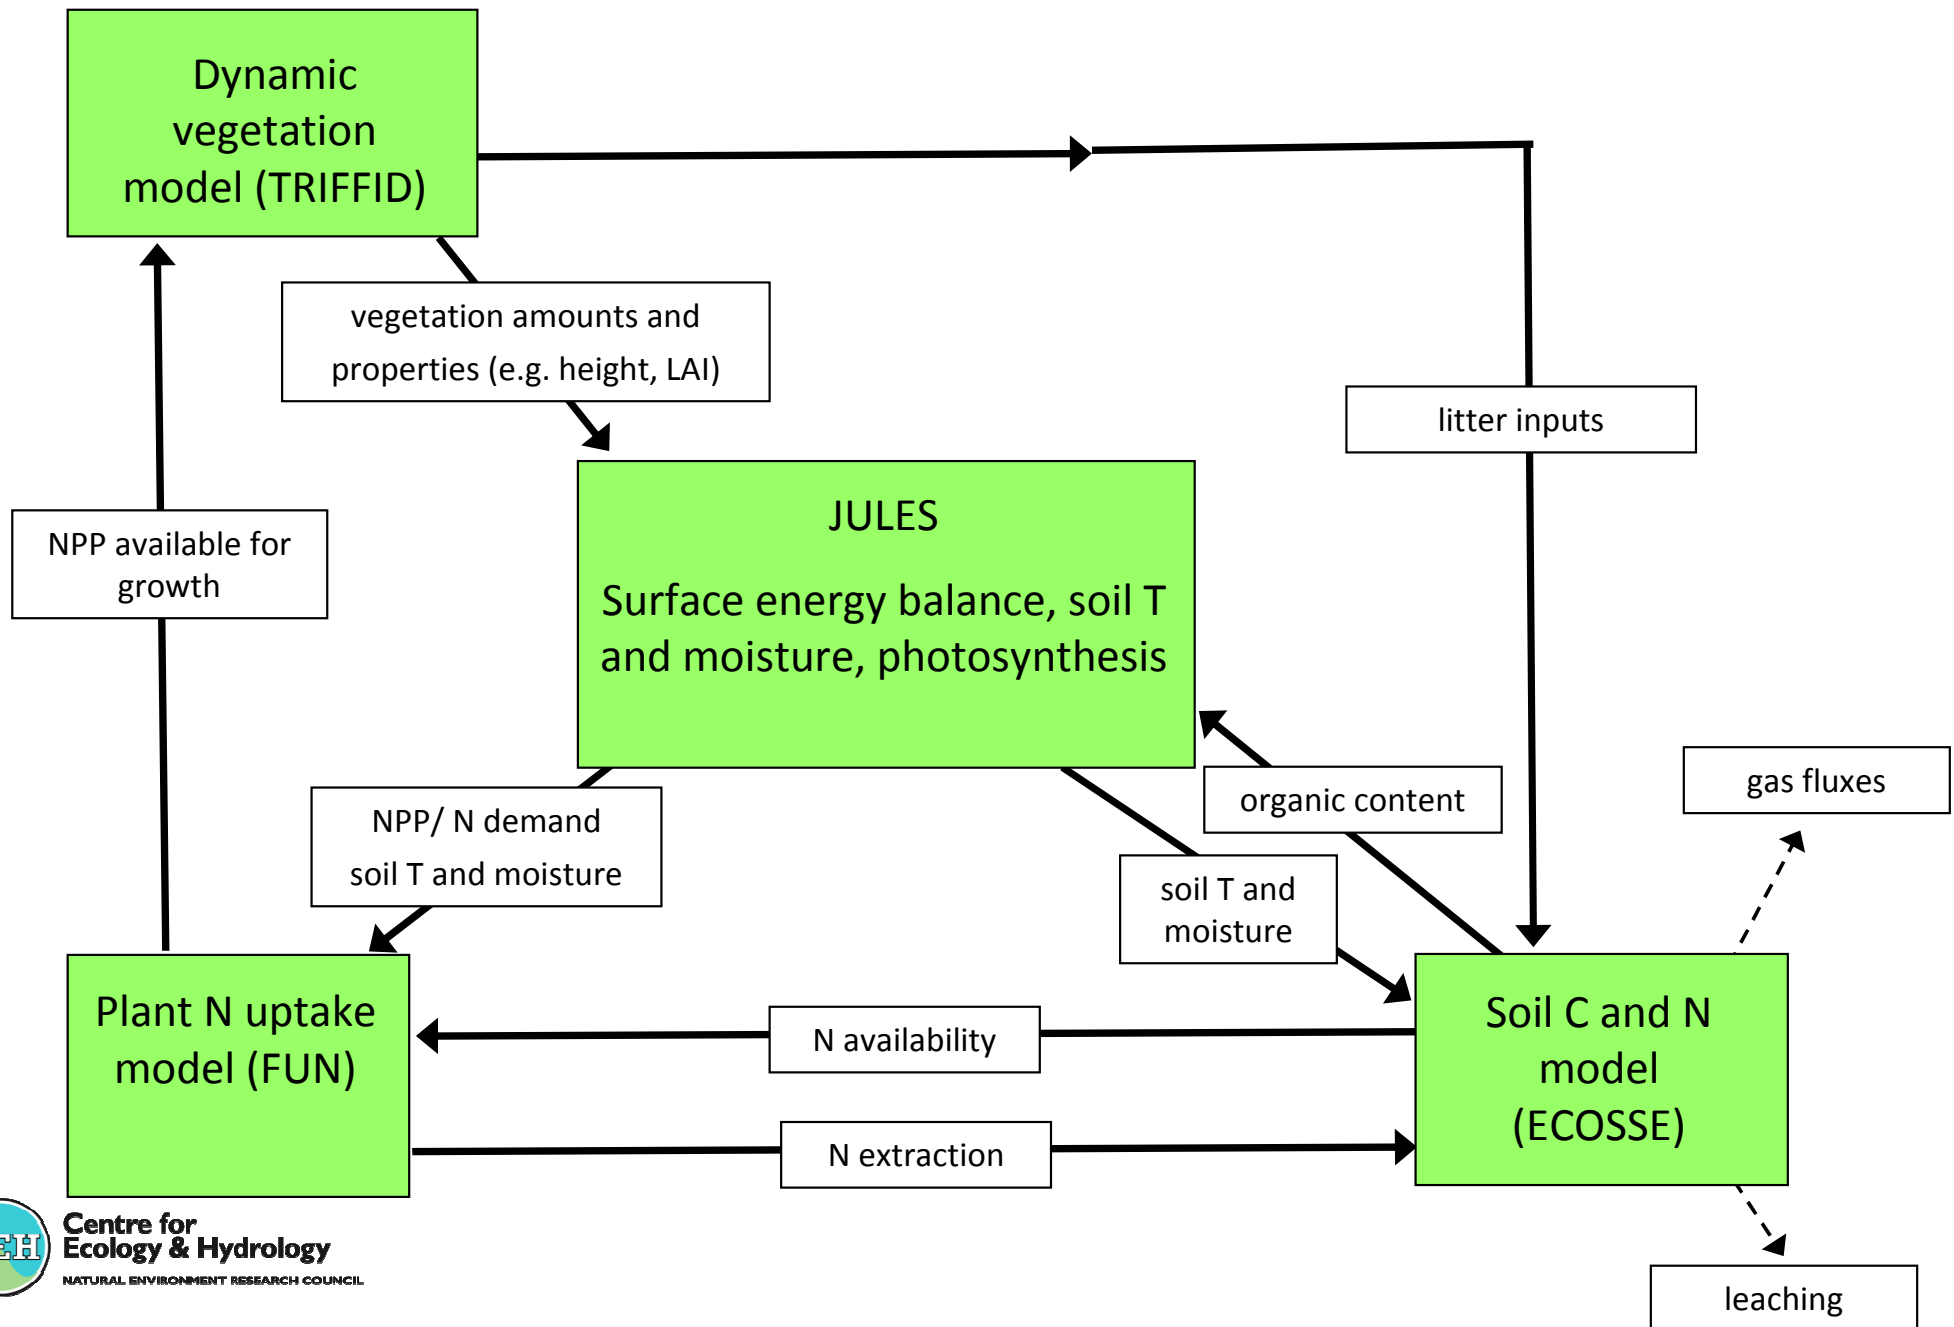 Dynamic
vegetation
model (TRIFFID)
vegetation amounts and
properties (e.g. height, LAI)
litter inputs
JULES
Surface energy balance, soil T
and moisture, photosynthesis
NPP available for
growth
gas fluxes
organic content
NPP/ N demand
soil T and moisture
soil T and
moisture
Plant N uptake
model (FUN)
N availability
Soil C and N
model
(ECOSSE)
N extraction
EH
Centre for
Ecology & Hydrology
NATURAL ENVIRONMENT RESEARCH COUNCIL
leaching